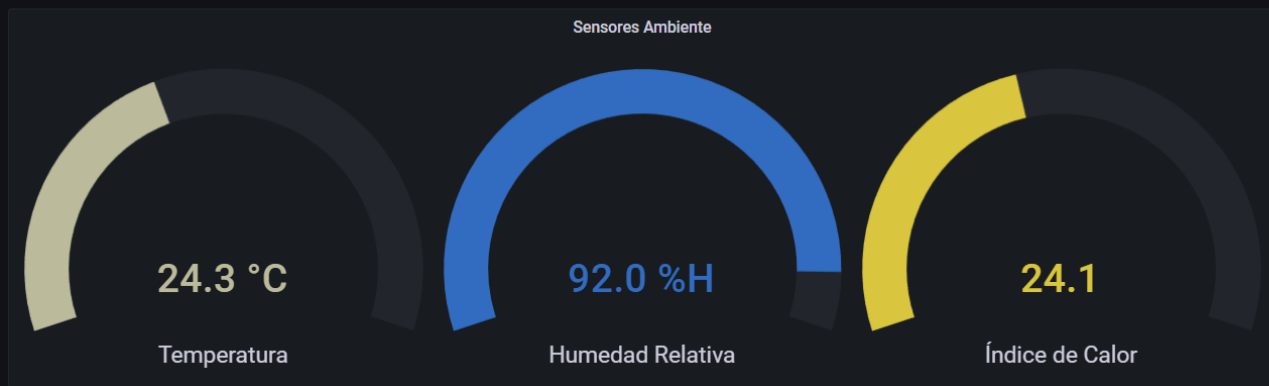 Sensores Ambiente
24.3 °C
92.0 %H
24.1
Temperatura
Humedad Relativa
Índice de Calor